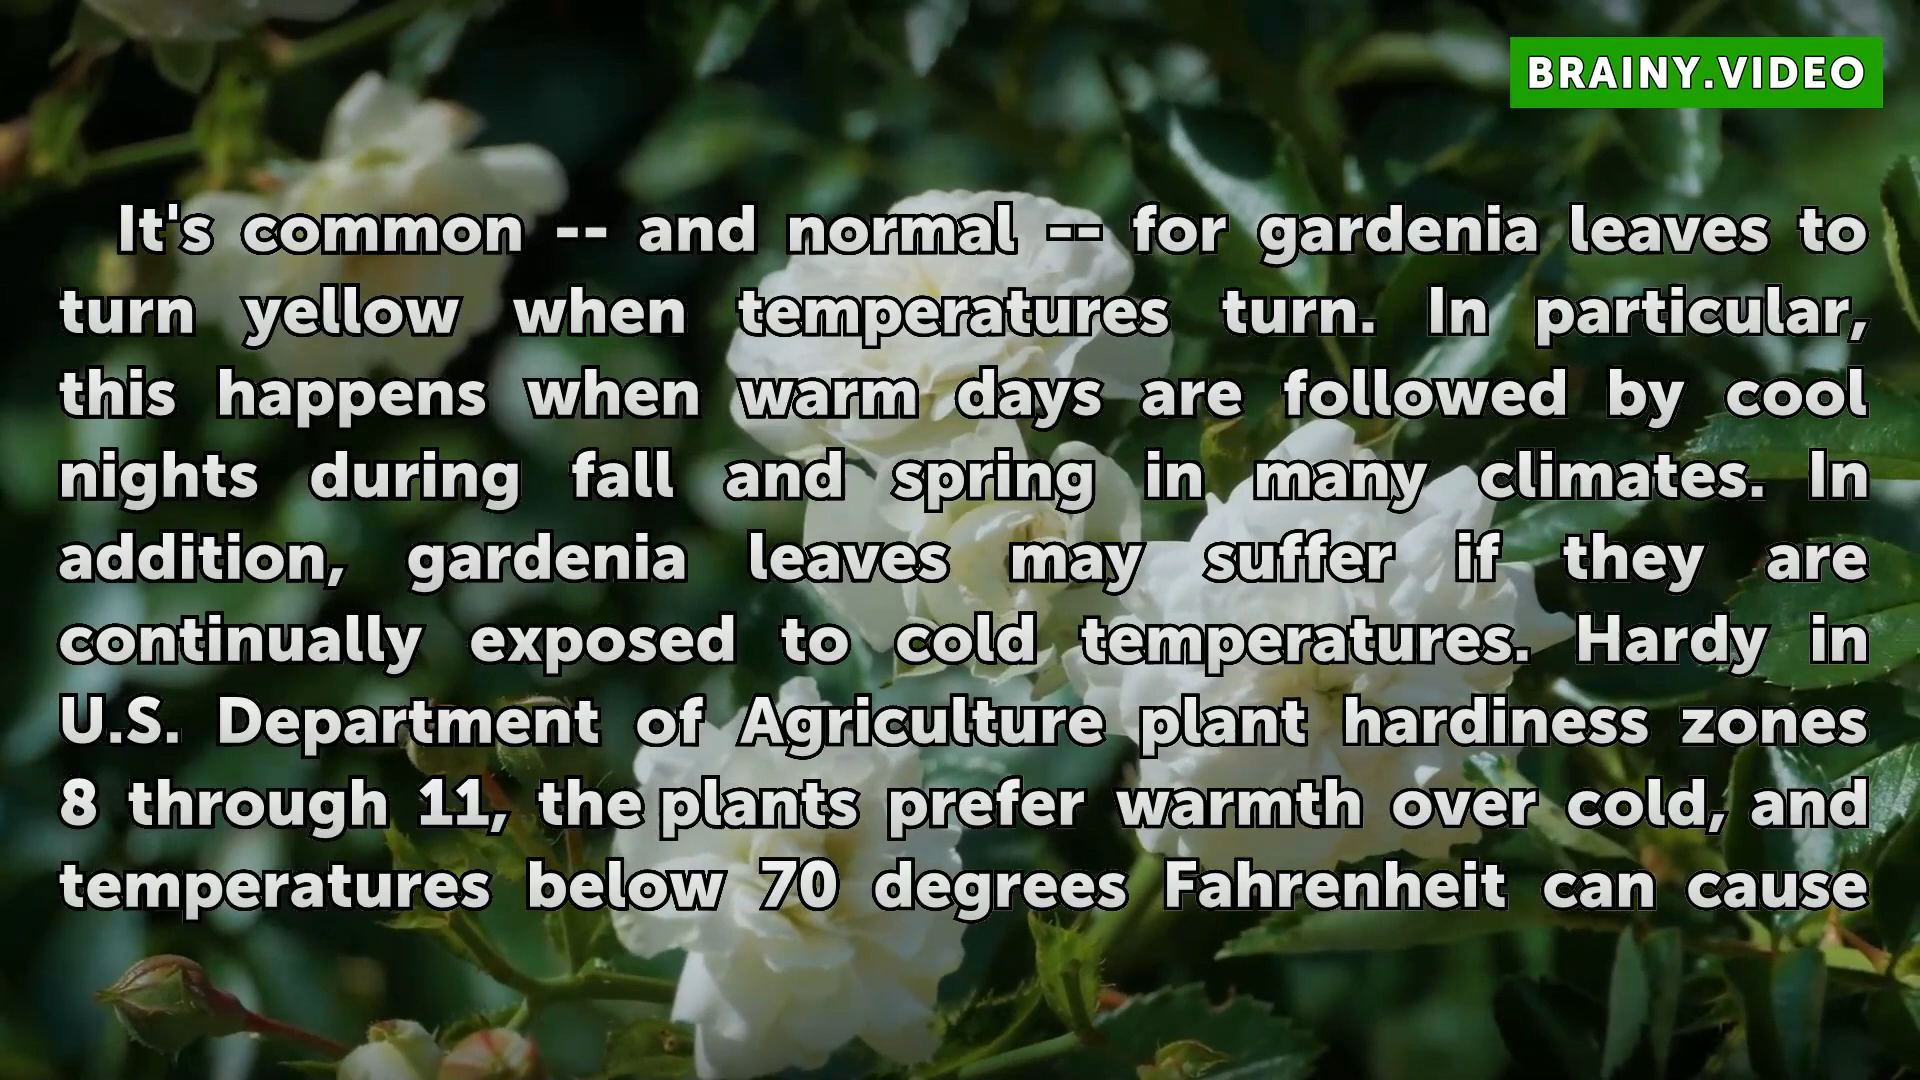 BRAINY.VIDEO
It's common -- and normal -- for gardenia leaves to
turn yellow when temperatures turn. In particular,
this happens when warm days are followed by cool
nights during fall and spring in many climates. In
addition, gardenia leaves may suffer if they are
continually exposed to cold temperatures. Hardy in
U.S. Department of Agriculture plant hardiness zones
8 through 11, the plants prefer warmth over cold, and
temperatures below 70 degrees Fahrenheit can cause